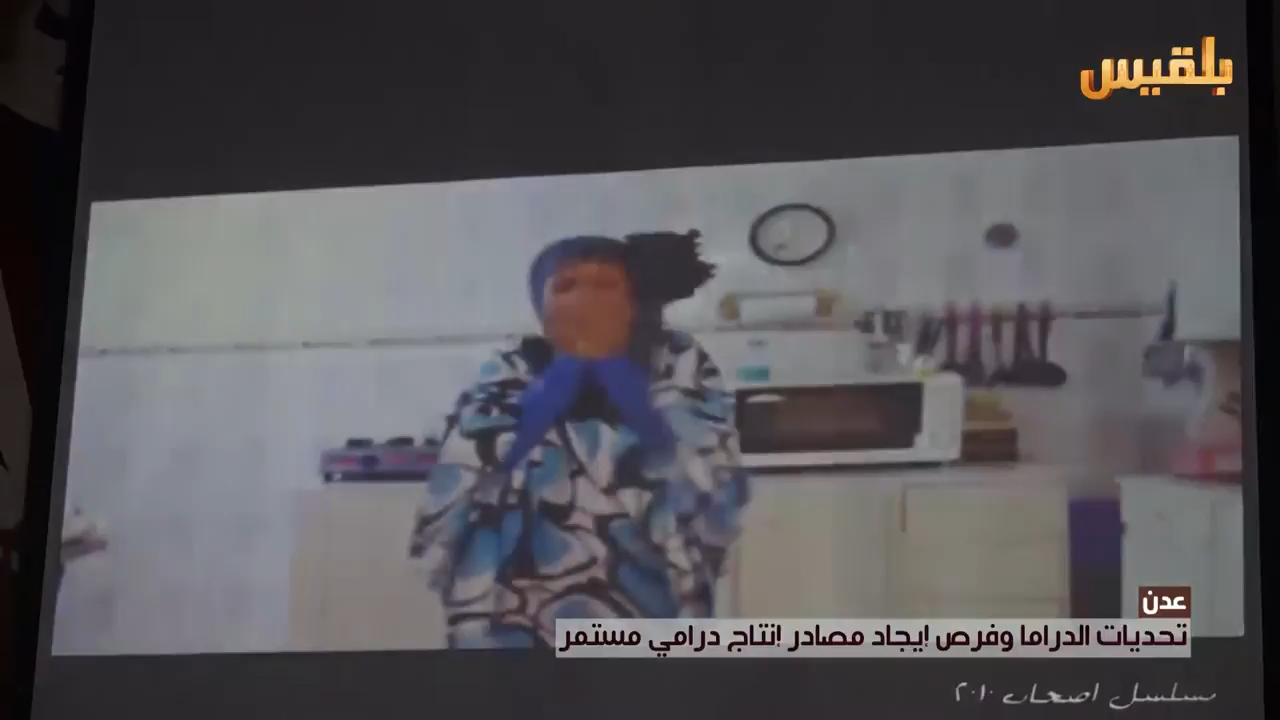 بلقيس
عدن
تحديات الدراما وفرص إيجاد مصادر إنتاج درامي مستمر
مسلسل اصحاب ٢٠١٠